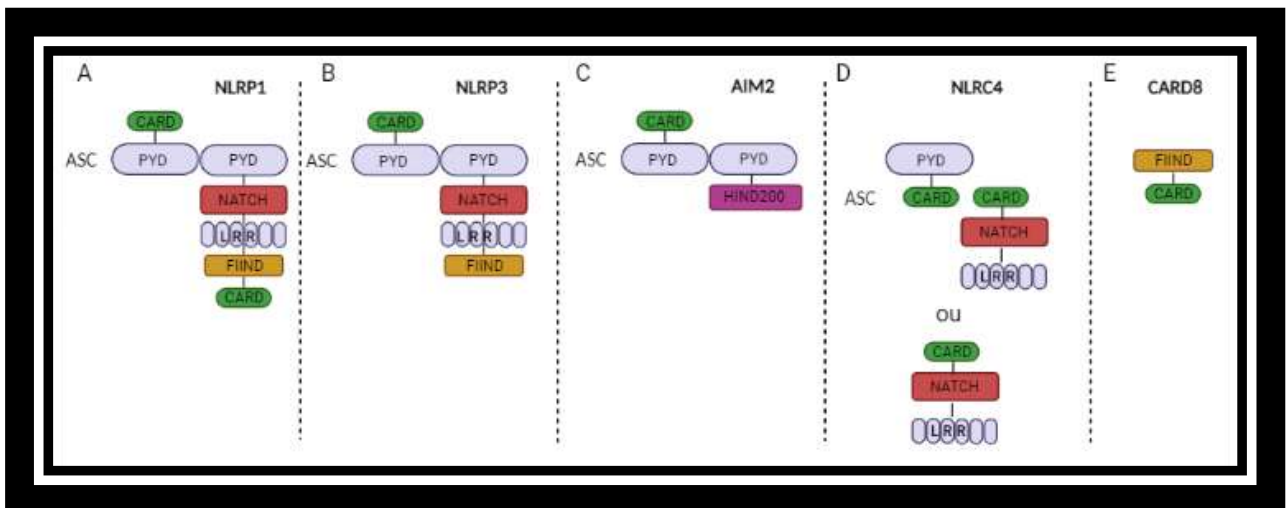 A
NLRP1
CARD
ASC
PYD
PYD
NATCH
LRR
FIIND
CARD
B
NLRP3
CARD
ASC
PYD
PYD
NATCH
LRR
FIIND
C
AIM2
CARD
ASC
PYD
PYD
HIND200
D
NLRC4
PYD
ASC
CARD
CARD
NATCH
LRR
ou
CARD
NATCH
LRR
E
CARD8
FIIND
CARD